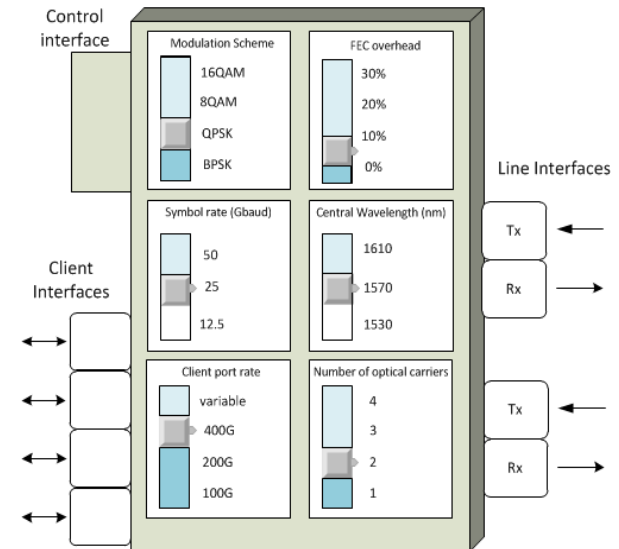 Control
interface
Modulation Scheme
16QAM
8QAM
QPSK
BPSK
FEC overhead
30%
20%
10%
0%
Line Interfaces
Symbol rate (Gbaud)
50
25
12.5
Central Wavelength (nm)
1610
1570
1530
Tx
Rx
Client
Interfaces
Client port rate
variable
400G
200G
100G
Number of optical carriers
4
3
2
1
Tx
Rx